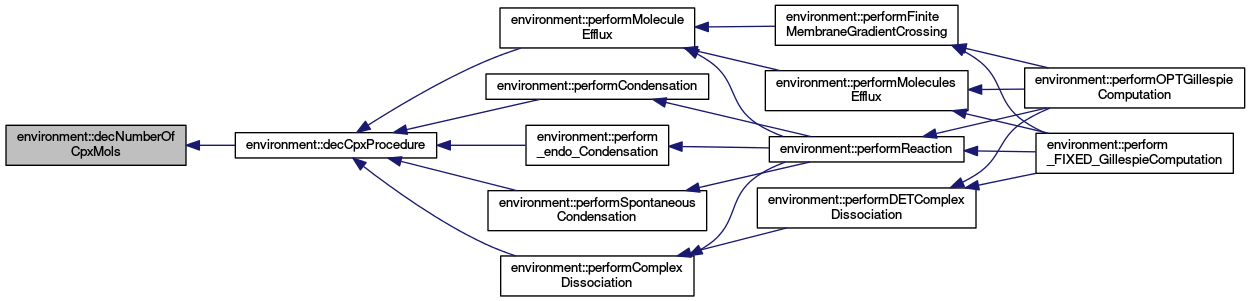 environment::decNumberOf
CpxMols
environment::decCpxProcedure
environment::performMolecule
Efflux
environment::performCondensation
environment::perform
_endo_Condensation
environment::performSpontaneous
Condensation
environment::performComplex
Dissociation
environment::performFinite
MembraneGradientCrossing
environment::performMolecules
Efflux
environment::performReaction
environment::performDETComplex
Dissociation
environment::performOPTGillespie
Computation
environment::perform
_FIXED_GillespieComputation